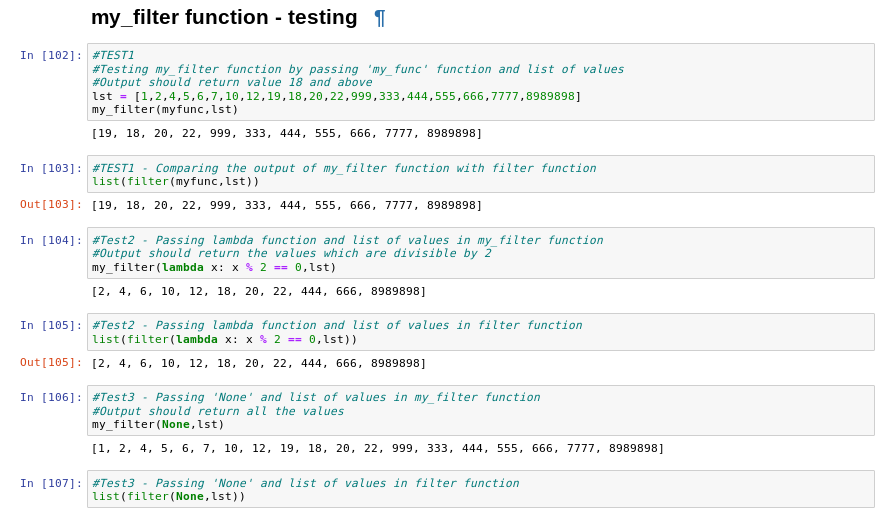 my_filter function - testing ¶
In [102]: #TEST1
#Testing my_filter function by passing 'my_func' function and list of values
#Output should return value 18 and above
lst = [1,2,4,5,6,7,10,12,19,18,20,22,999,333,444,555,666,7777,8989898]
my_filter(myfunc,lst)
[19, 18, 20, 22, 999, 333, 444, 555, 666, 7777, 8989898]
In [103]: #TEST1 - Comparing the output of my_filter function with filter function
list(filter(myfunc,lst))
Out[103]: [19, 18, 20, 22, 999, 333, 444, 555, 666, 7777, 8989898]
In [104]: #Test2 - Passing lambda function and list of values in my_filter function
#Output should return the values which are divisible by 2
my_filter(lambda x: x % 2 == 0,lst)
[2, 4, 6, 10, 12, 18, 20, 22, 444, 666, 8989898]
In [105]: #Test2 - Passing lambda function and list of values in filter function
list(filter(lambda x: x % 2 == 0,lst))
Out[105]: [2, 4, 6, 10, 12, 18, 20, 22, 444, 666, 8989898]
In [106]: #Test3 - Passing 'None' and list of values in my_filter function
#Output should return all the values
my_filter(None,lst)
[1, 2, 4, 5, 6, 7, 10, 12, 19, 18, 20, 22, 999, 333, 444, 555, 666, 7777, 8989898]
In [107]: #Test3 - Passing 'None' and list of values in filter function
list(filter(None,lst))